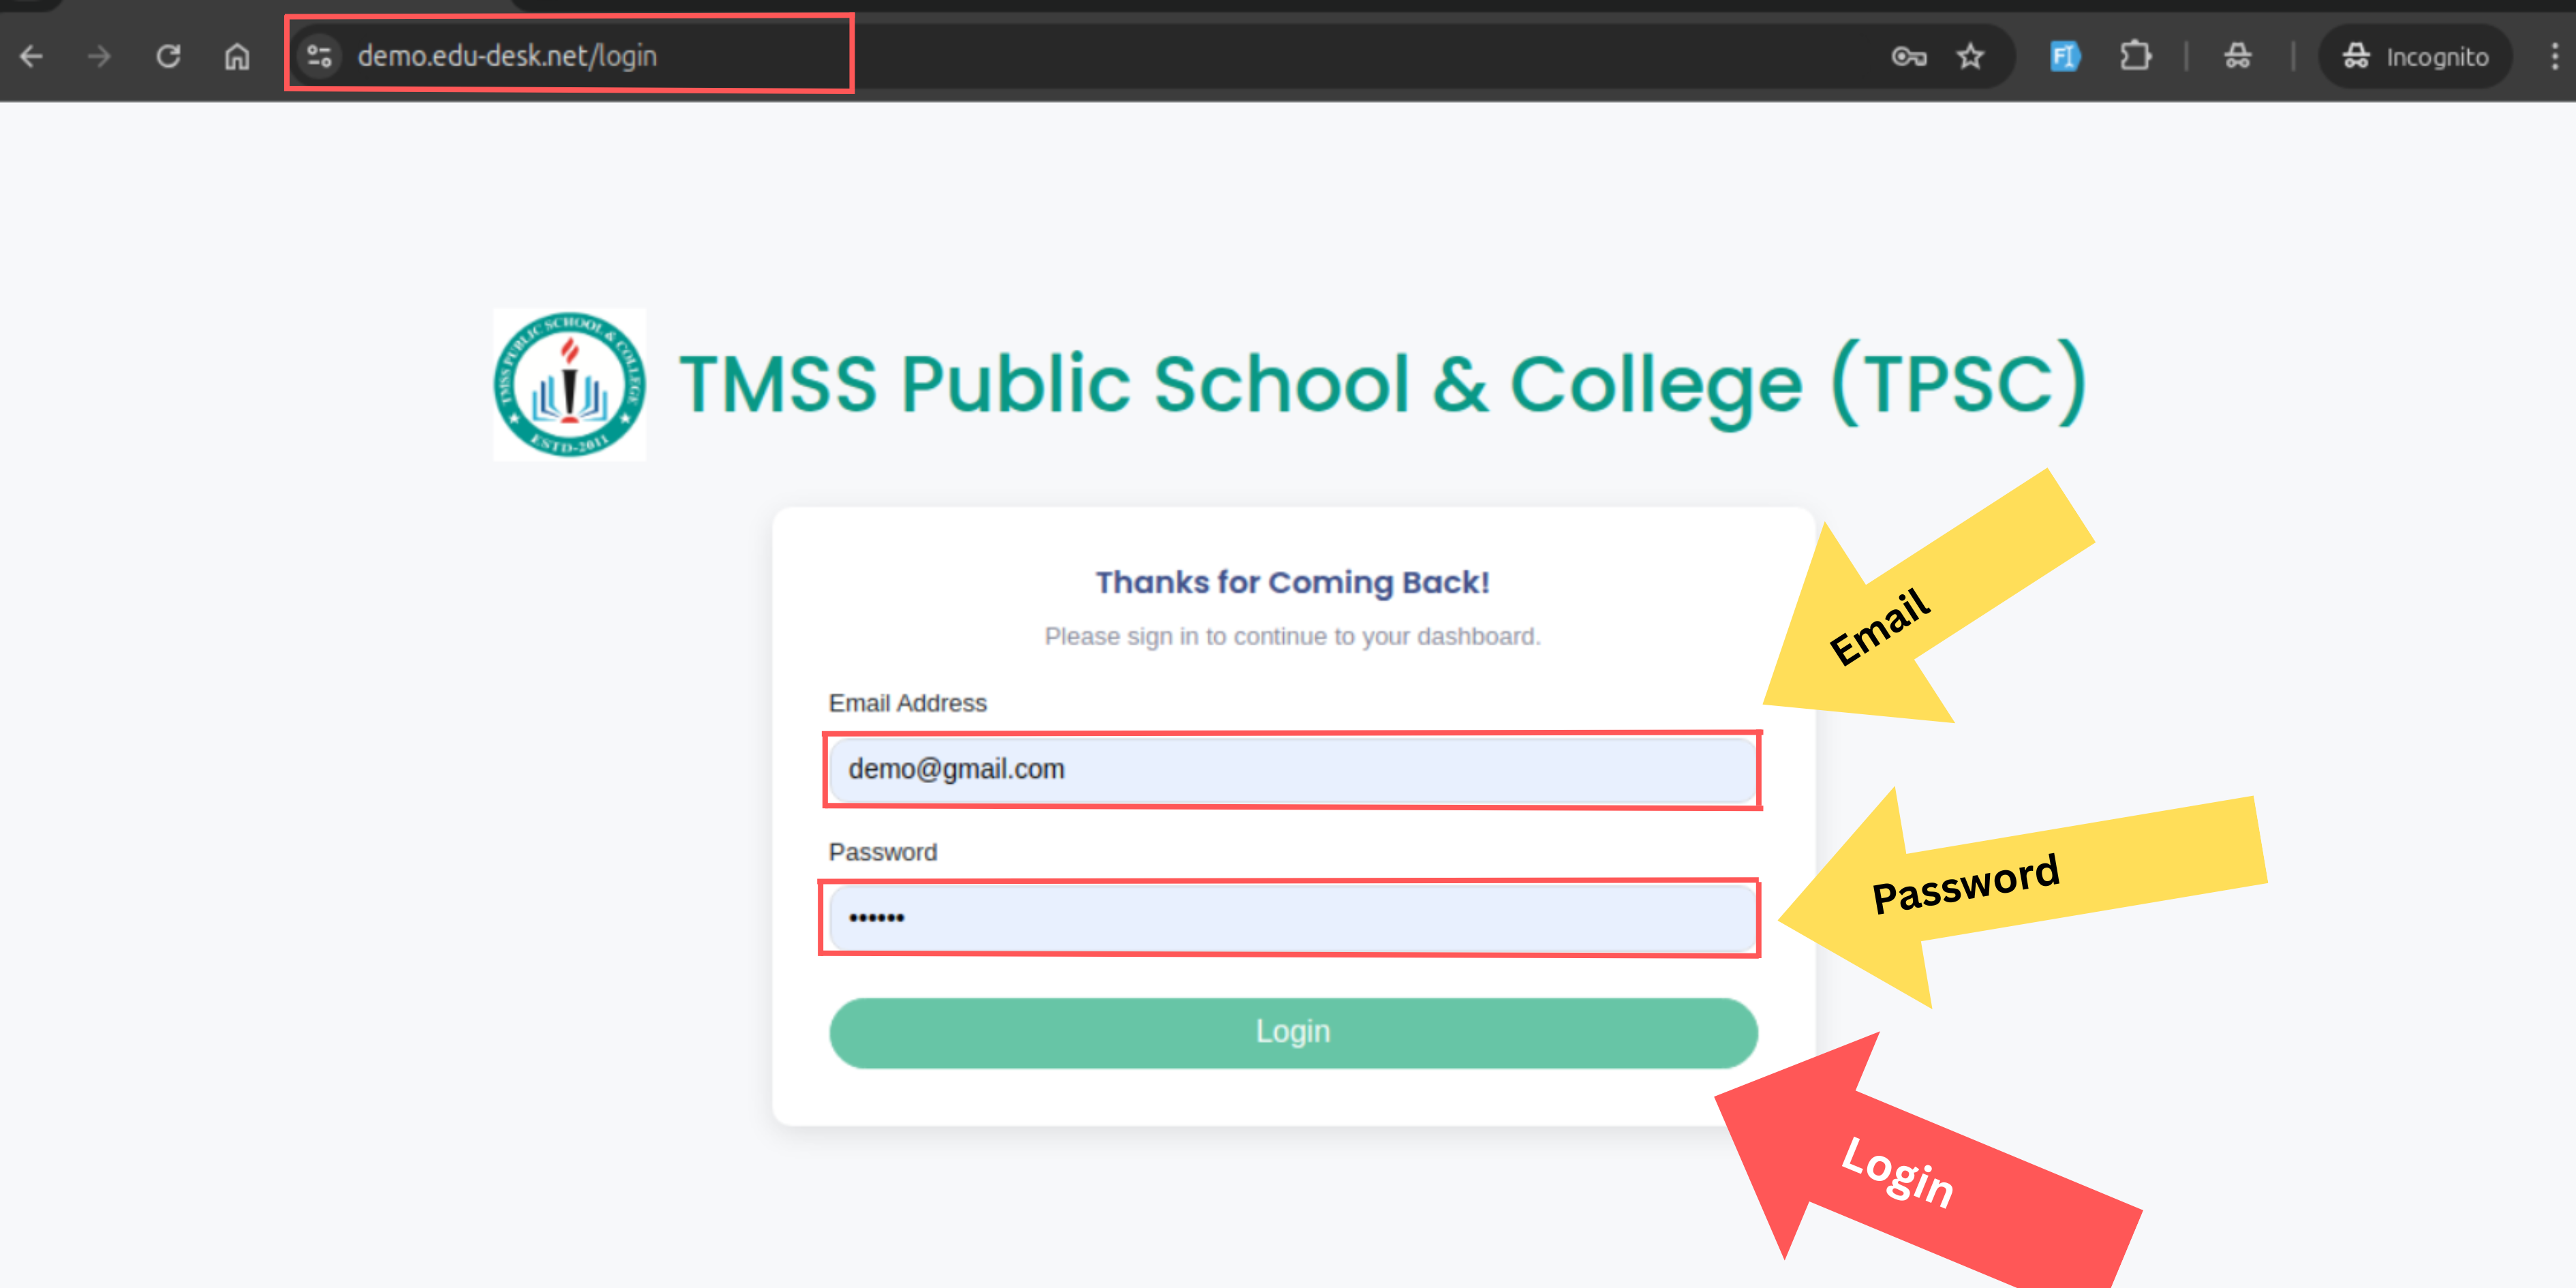 demo.edu-desk.net/login
Incognito
TMSS PUBLIC SCHOOL & COLLEGE
ESTD-2011
TMSS Public School & College (TPSC)
Thanks for Coming Back!
Please sign in to continue to your dashboard.
Email
Email Address
demo@gmail.com
Password
Password
••••••
Login
Login